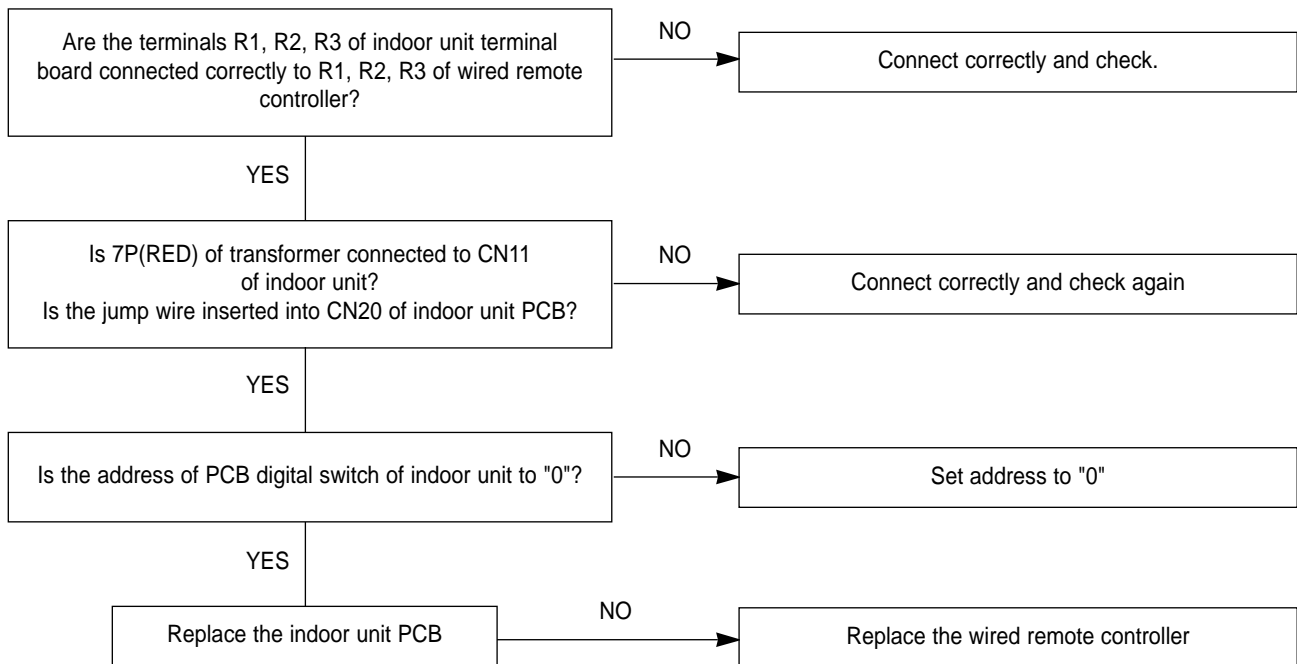 Are the terminals R1, R2, R3 of indoor unit terminal
board connected correctly to R1, R2, R3 of wired remote
controller?
NO
Connect correctly and check.
YES
Is 7P(RED) of transformer connected to CN11
of indoor unit?
Is the jump wire inserted into CN20 of indoor unit PCB?
NO
Connect correctly and check again
YES
Is the address of PCB digital switch of indoor unit to "0"?
NO
Set address to "0"
YES
Replace the indoor unit PCB
NO
Replace the wired remote controller